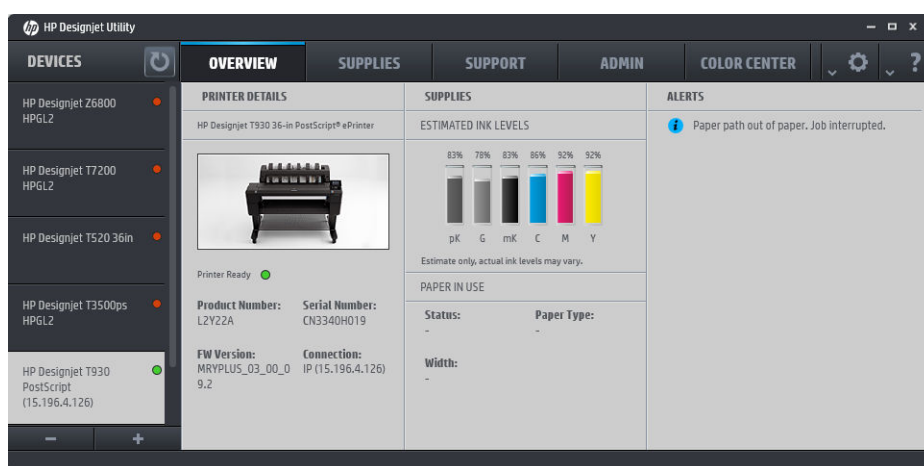 hp HP Designjet Utility
DEVICES
OVERVIEW
SUPPLIES
SUPPORT
ADMIN
COLOR CENTER
?
HP Designjet Z6800
HPGL2
HP Designjet T7200
HPGL2
HP Designjet T520 36in
HP Designjet T3500ps
HPGL2
HP Designjet T930
PostScript
(15.196.4.126)
− +
PRINTER DETAILS
HP Designjet T930 36-in PostScript® ePrinter
Printer Ready
Product Number: Serial Number:
L2Y22A CN3340H019
FW Version: Connection:
MRYPLUS_03_00_0 IP (15.196.4.126)
9.2
SUPPLIES
ESTIMATED INK LEVELS
83% 78% 83% 86% 92% 92%
pK G mK C M Y
Estimate only, actual ink levels may vary.
PAPER IN USE
Status: Paper Type:
- -
Width:
-
ALERTS
i Paper path out of paper. Job interrupted.